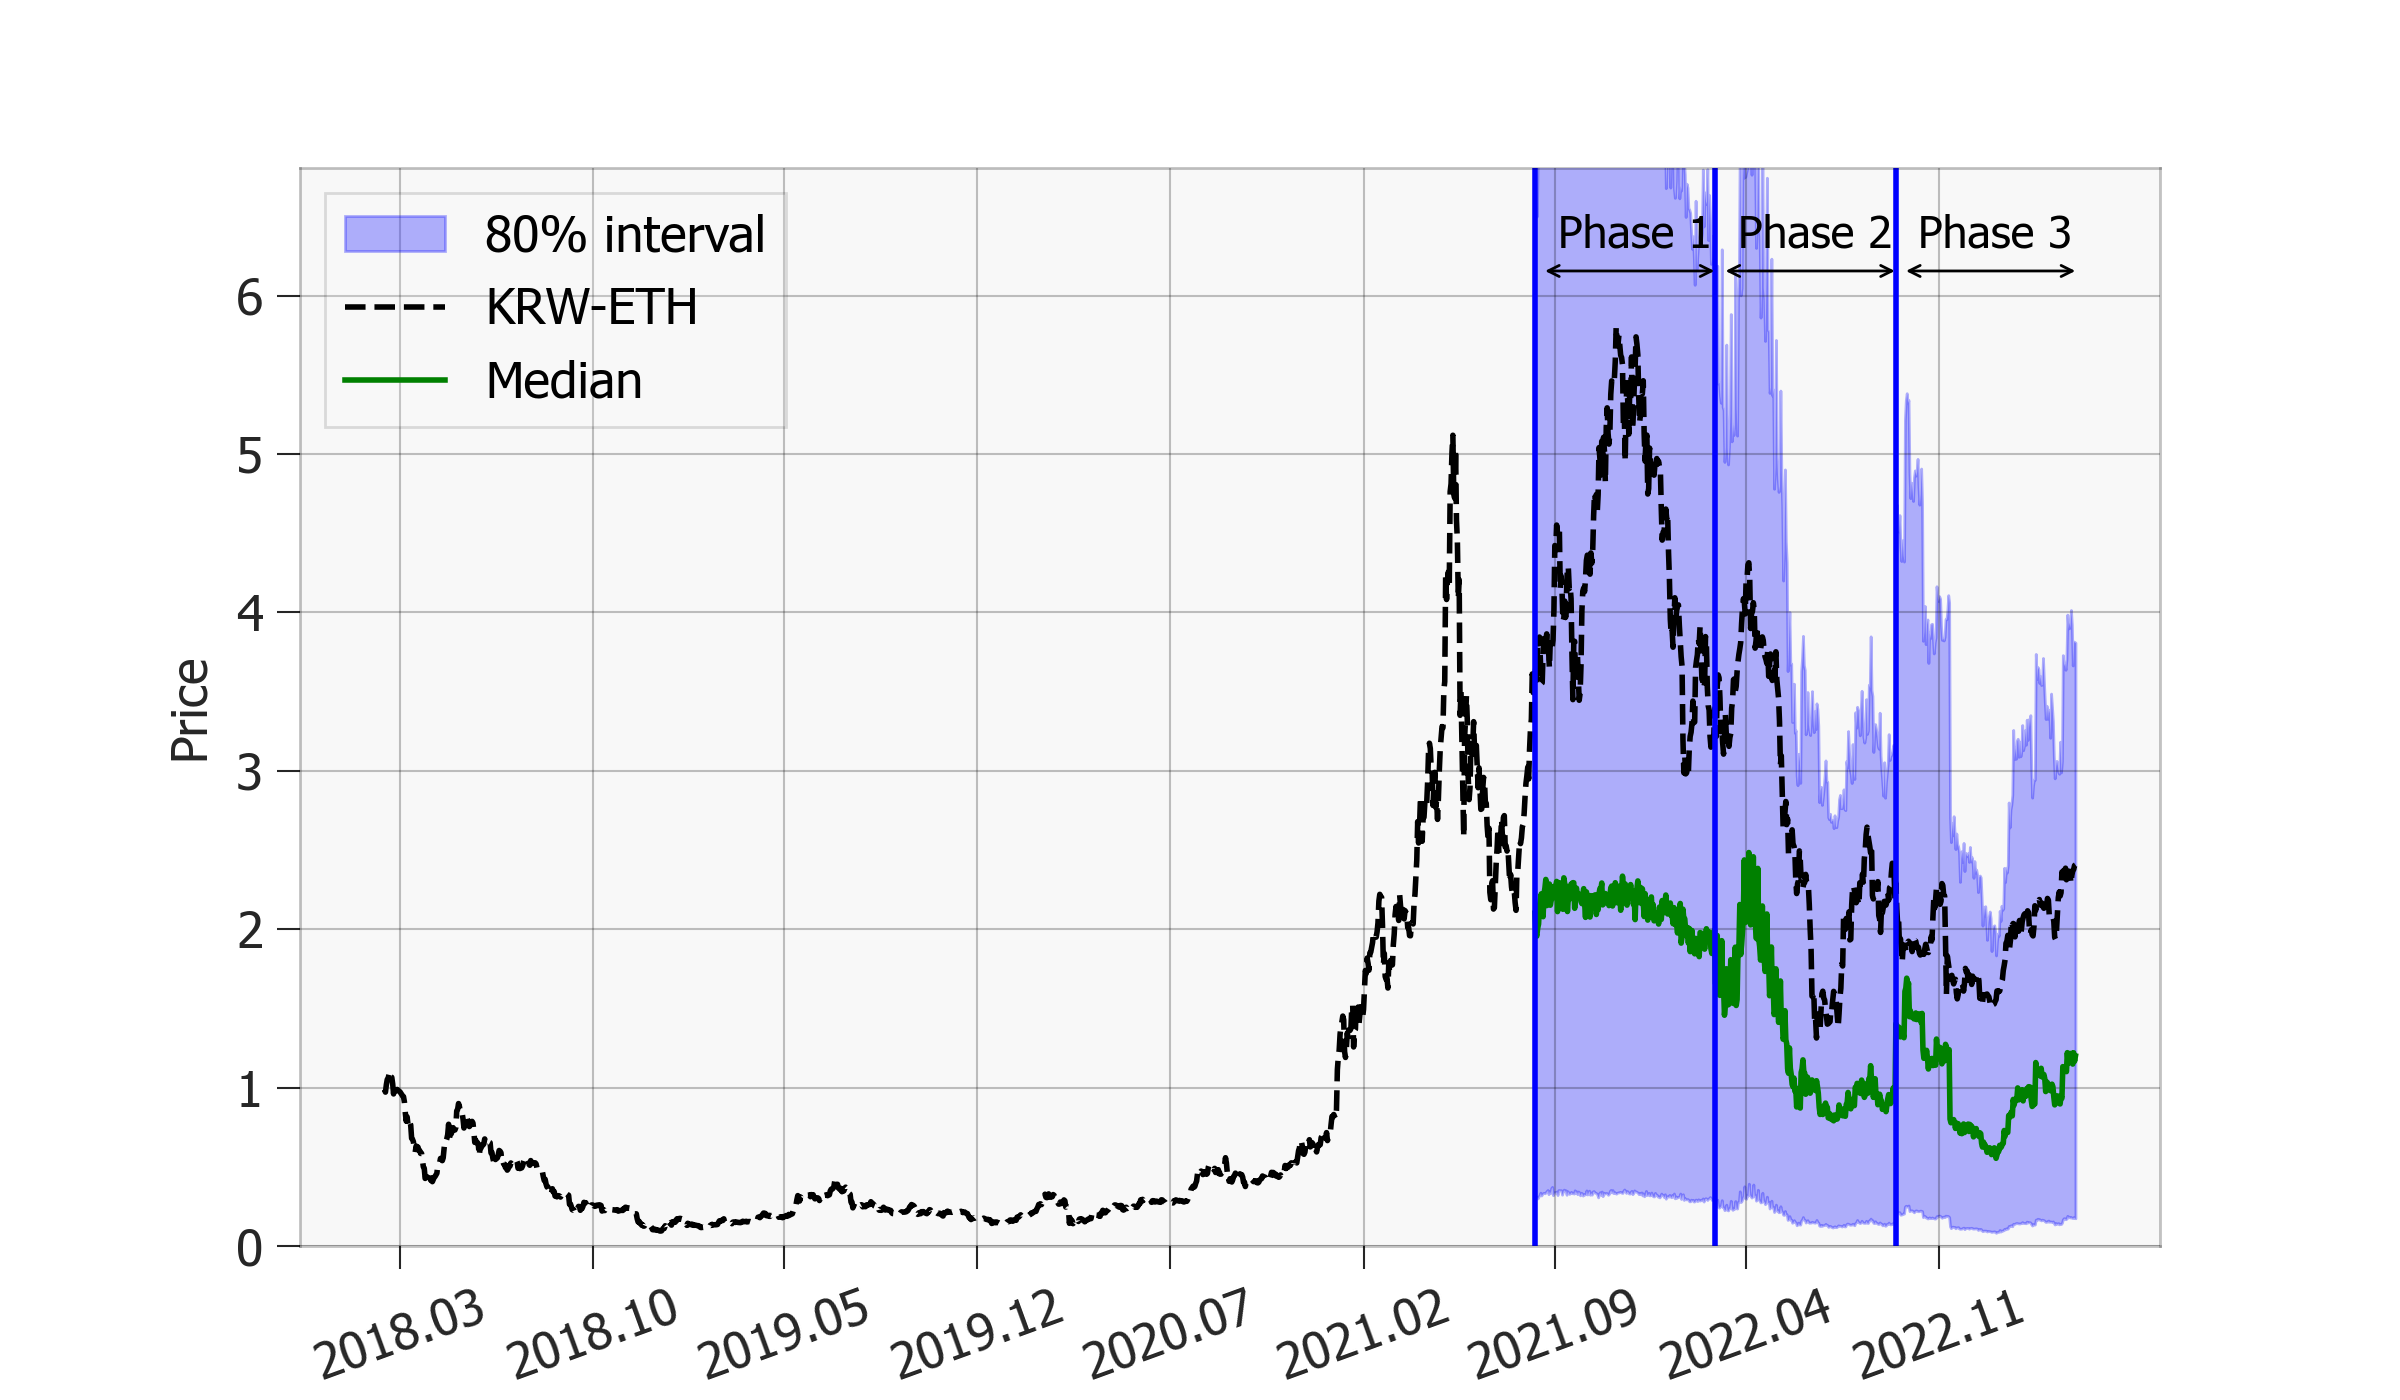 80% interval
KRW-ETH
Median
Phase 1
Phase 2
Phase 3
Price
6
5
4
3
2
1
0
2018.03
2018.10
2019.05
2019.12
2020.07
2021.02
2021.09
2022.04
2022.11